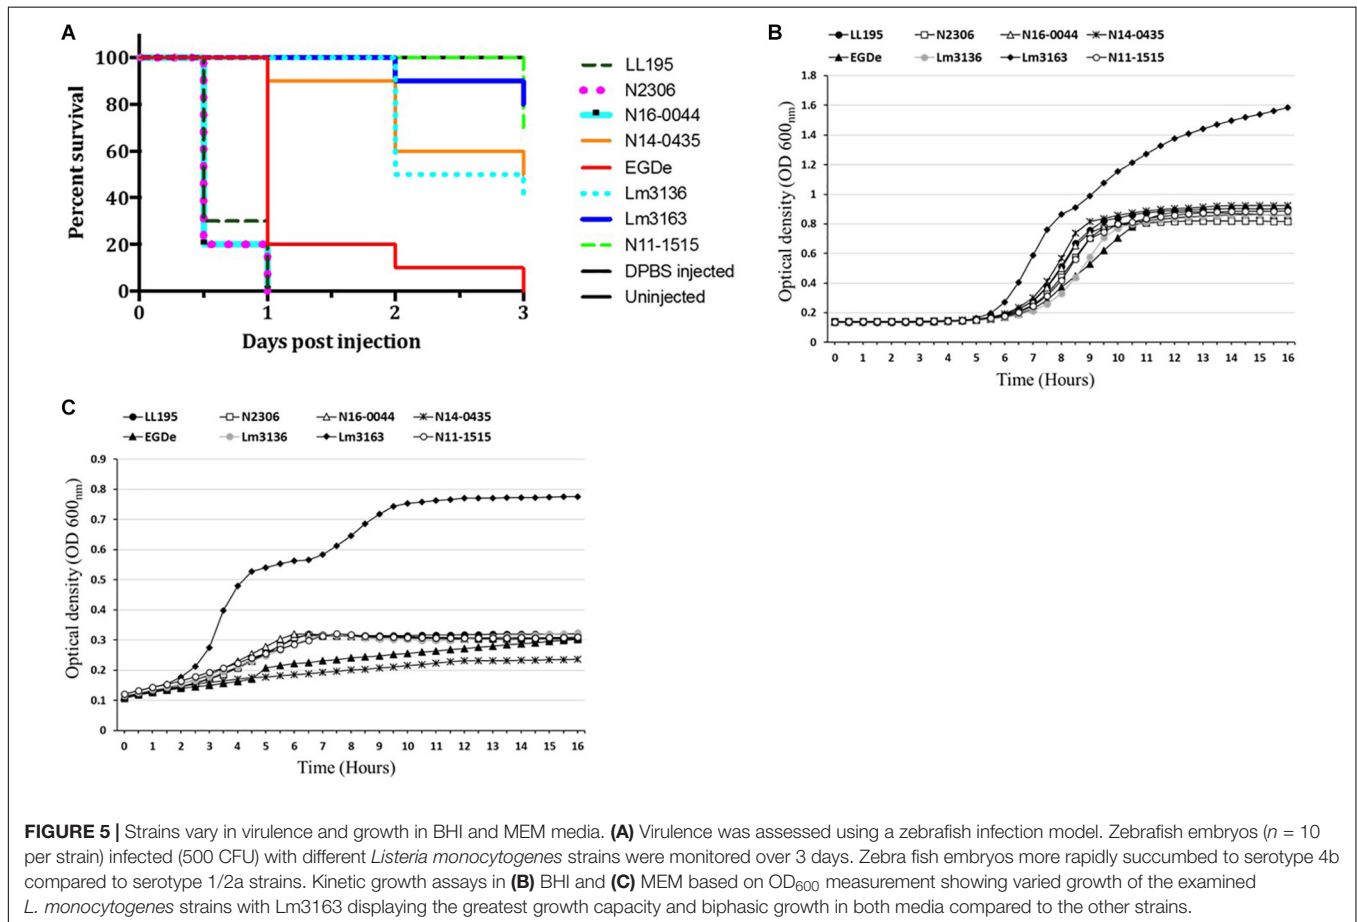 A
Percent survival
100
80
60
40
20
0
0 1 2 3
Days post injection
LL195
N2306
N16-0044
N14-0435
EGDe
Lm3136
Lm3163
N11-1515
DPBS injected
Uninjected
B
LL195 N2306 N16-0044 N14-0435
EGDe Lm3136 Lm3163 N11-1515
Optical density (OD 600nm)
1.8
1.6
1.4
1.2
1
0.8
0.6
0.4
0.2
0
0 1 2 3 4 5 6 7 8 9 10 11 12 13 14 15 16
Time (Hours)
C
LL195 N2306 N16-0044 N14-0435
EGDe Lm3136 Lm3163 N11-1515
Optical density (OD 600nm)
0.9
0.8
0.7
0.6
0.5
0.4
0.3
0.2
0.1
0
0 1 2 3 4 5 6 7 8 9 10 11 12 13 14 15 16
Time (Hours)
FIGURE 5 | Strains vary in virulence and growth in BHI and MEM media. (A) Virulence was assessed using a zebrafish infection model. Zebrafish embryos (n = 10
per strain) infected (500 CFU) with different Listeria monocytogenes strains were monitored over 3 days. Zebra fish embryos more rapidly succumbed to serotype 4b
compared to serotype 1/2a strains. Kinetic growth assays in (B) BHI and (C) MEM based on OD600 measurement showing varied growth of the examined
L. monocytogenes strains with Lm3163 displaying the greatest growth capacity and biphasic growth in both media compared to the other strains.